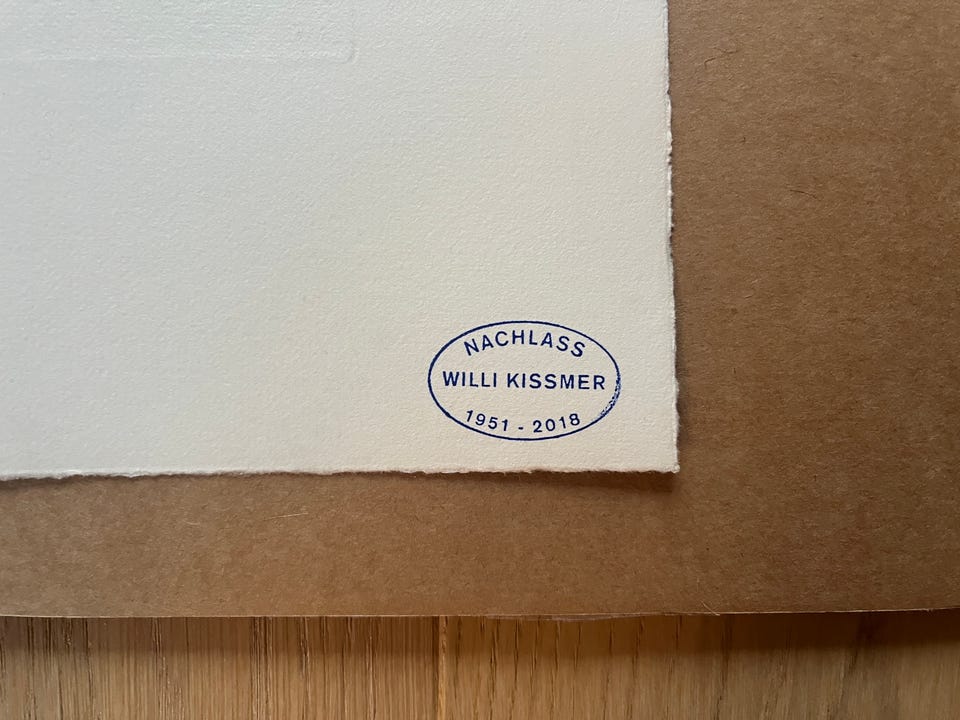 NACHLASS
WILLI KISSMER
1951 - 2018